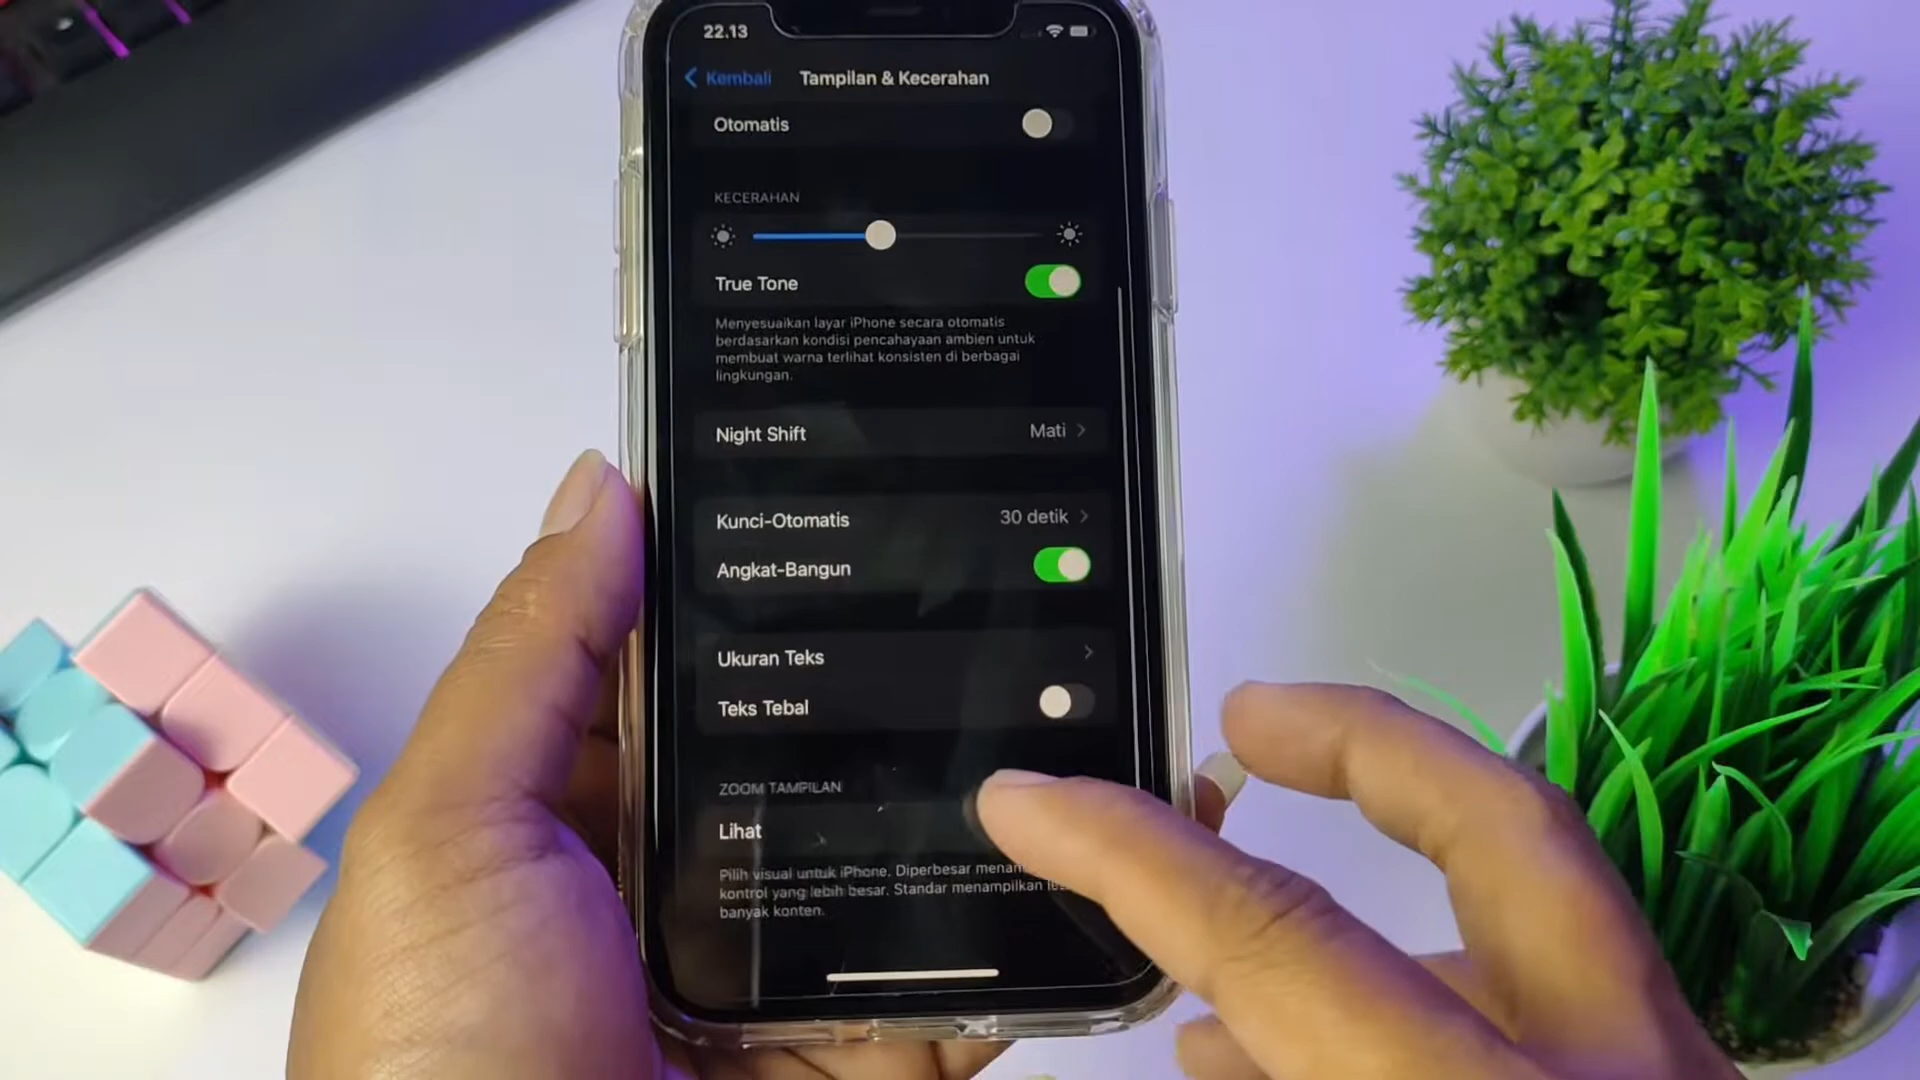 22.13
Kembali Tampilan & Kecerahan
Otomatis
KECERAHAN
True Tone
Menyesuaikan layar iPhone secara otomatis
berdasarkan kondisi pencahayaan ambien untuk
membuat warna terlihat konsisten di berbagai
lingkungan.
Night Shift Mati
Kunci-Otomatis 30 detik
Angkat-Bangun
Ukuran Teks
Teks Tebal
ZOOM TAMPILAN
Lihat
Pilih visual untuk iPhone. Diperbesar
kontrol yang lebih besar. Standar menampilkan
banyak konten.